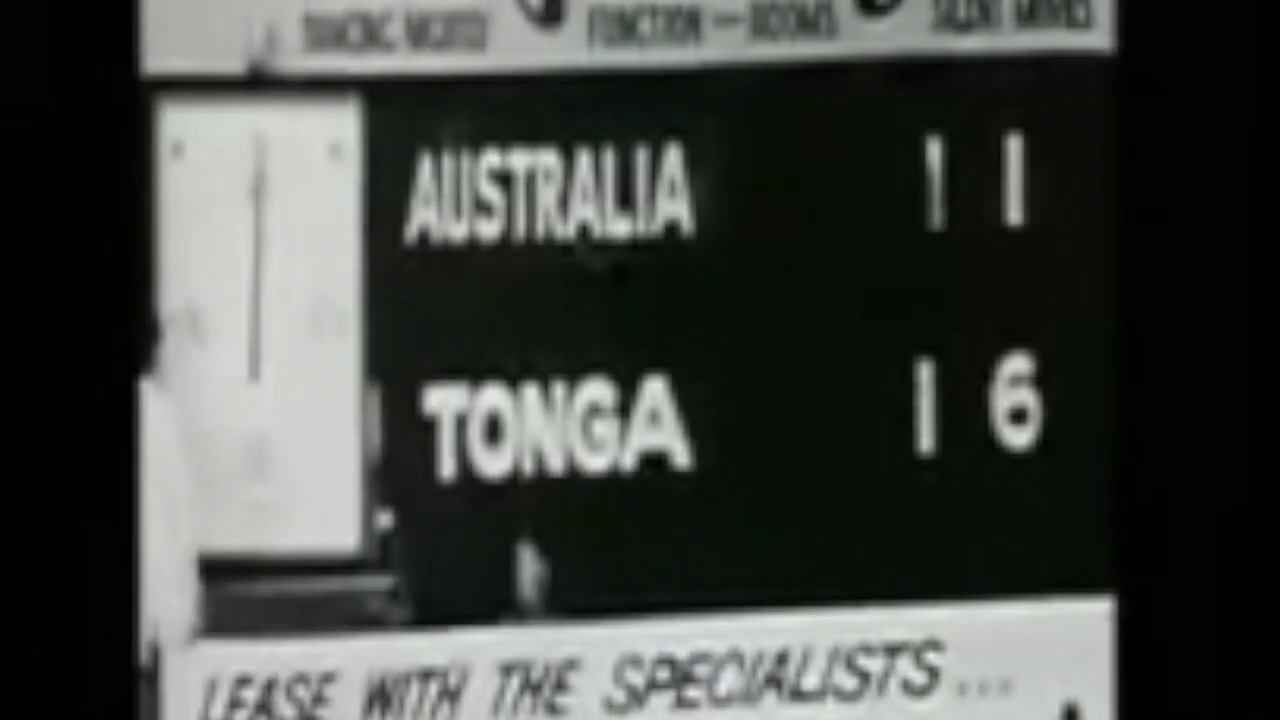 FUNCTION — ROOMS
AUSTRALIA 11
TONGA 16
LEASE WITH THE SPECIALISTS...